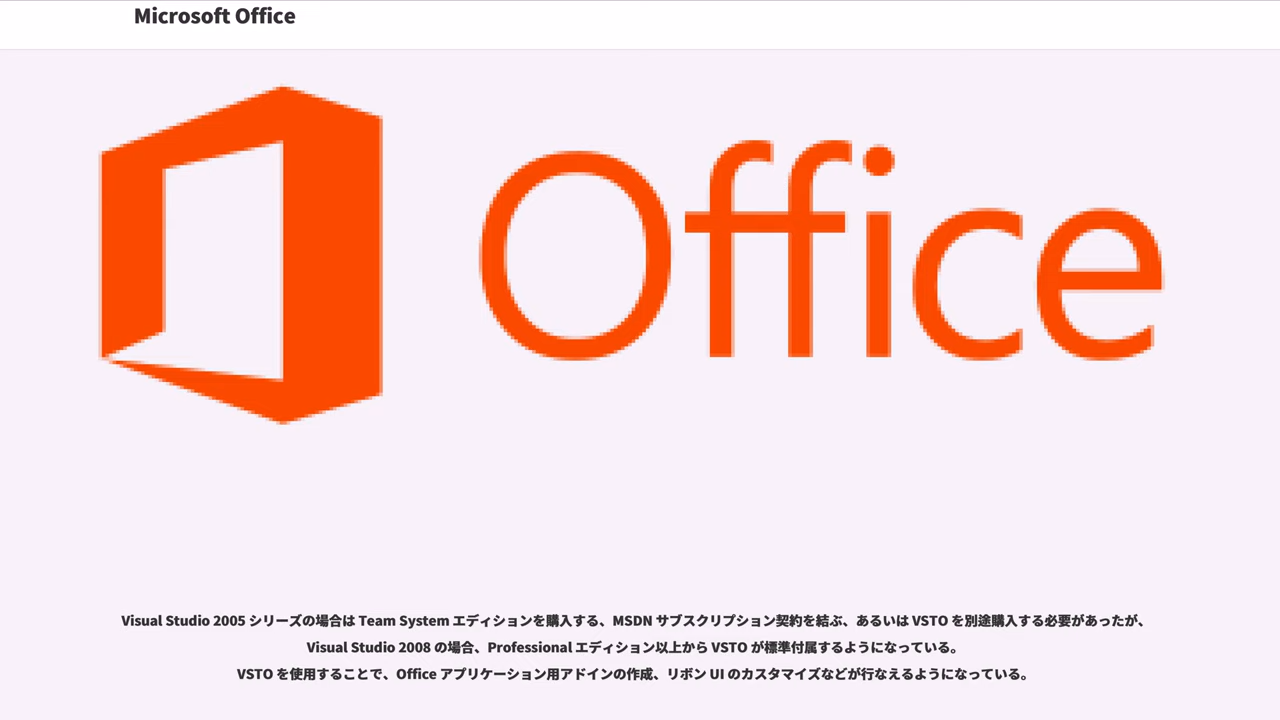 Microsoft Office
Office
Visual Studio 2005 シリーズの場合は Team System エディションを購入する、MSDN サブスクリプション契約を結ぶ、あるいは VSTO を別途購入する必要があったが、
Visual Studio 2008 の場合、Professional エディション以上から VSTO が標準付属するようになっている。
VSTO を使用することで、Office アプリケーション用アドインの作成、リボン UI のカスタマイズなどが行なえるようになっている。